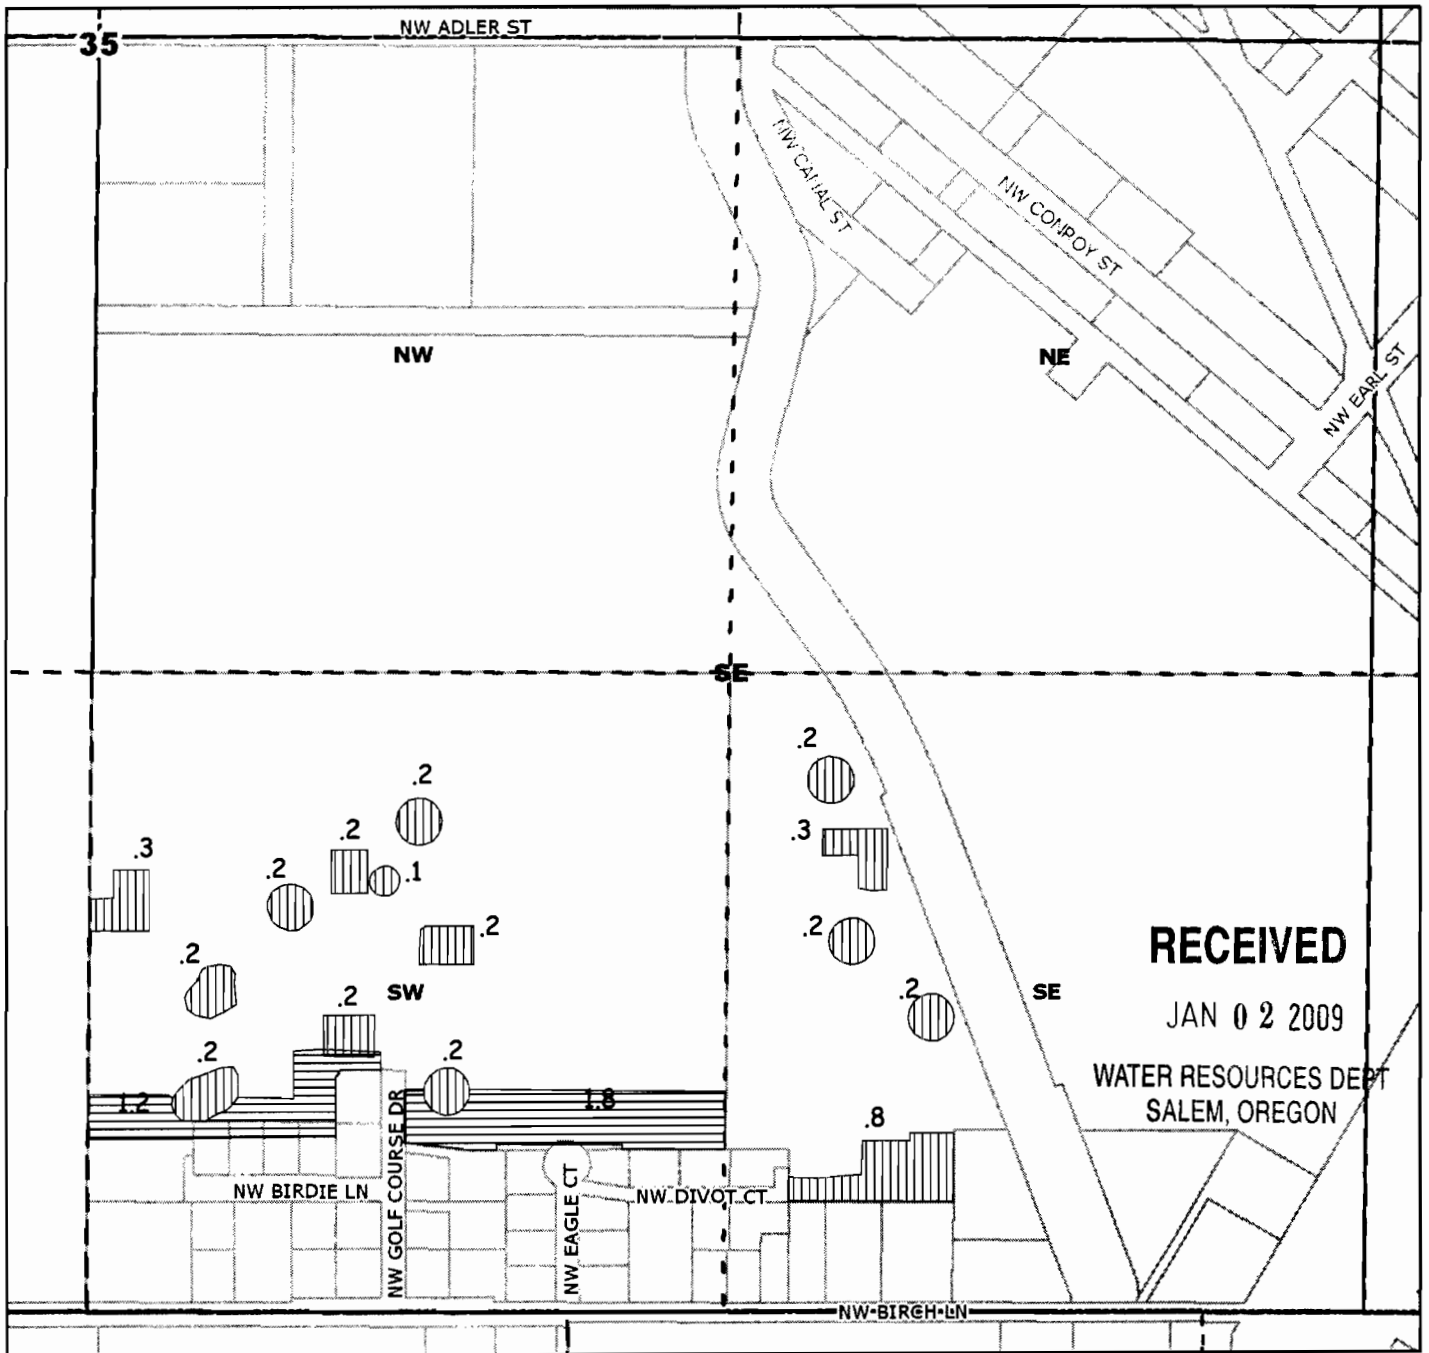 NW ADLER ST
35
NW CANAL ST
NW CONROY ST
NW
NE
NW EARL ST
SE
.2
.2
.2
.3
.3
.2
.1
.2
.2
.2
RECEIVED
.2
SW
.2
SE
.2
JAN 02 2009
.2
.2
WATER RESOURCES DEPT
1.2
1.8
SALEM, OREGON
.8
NW BIRDIE LN
NW GOLF COURSE DR
NW EAGLE CT
NW DIVOT CT
NW BIRCH LN